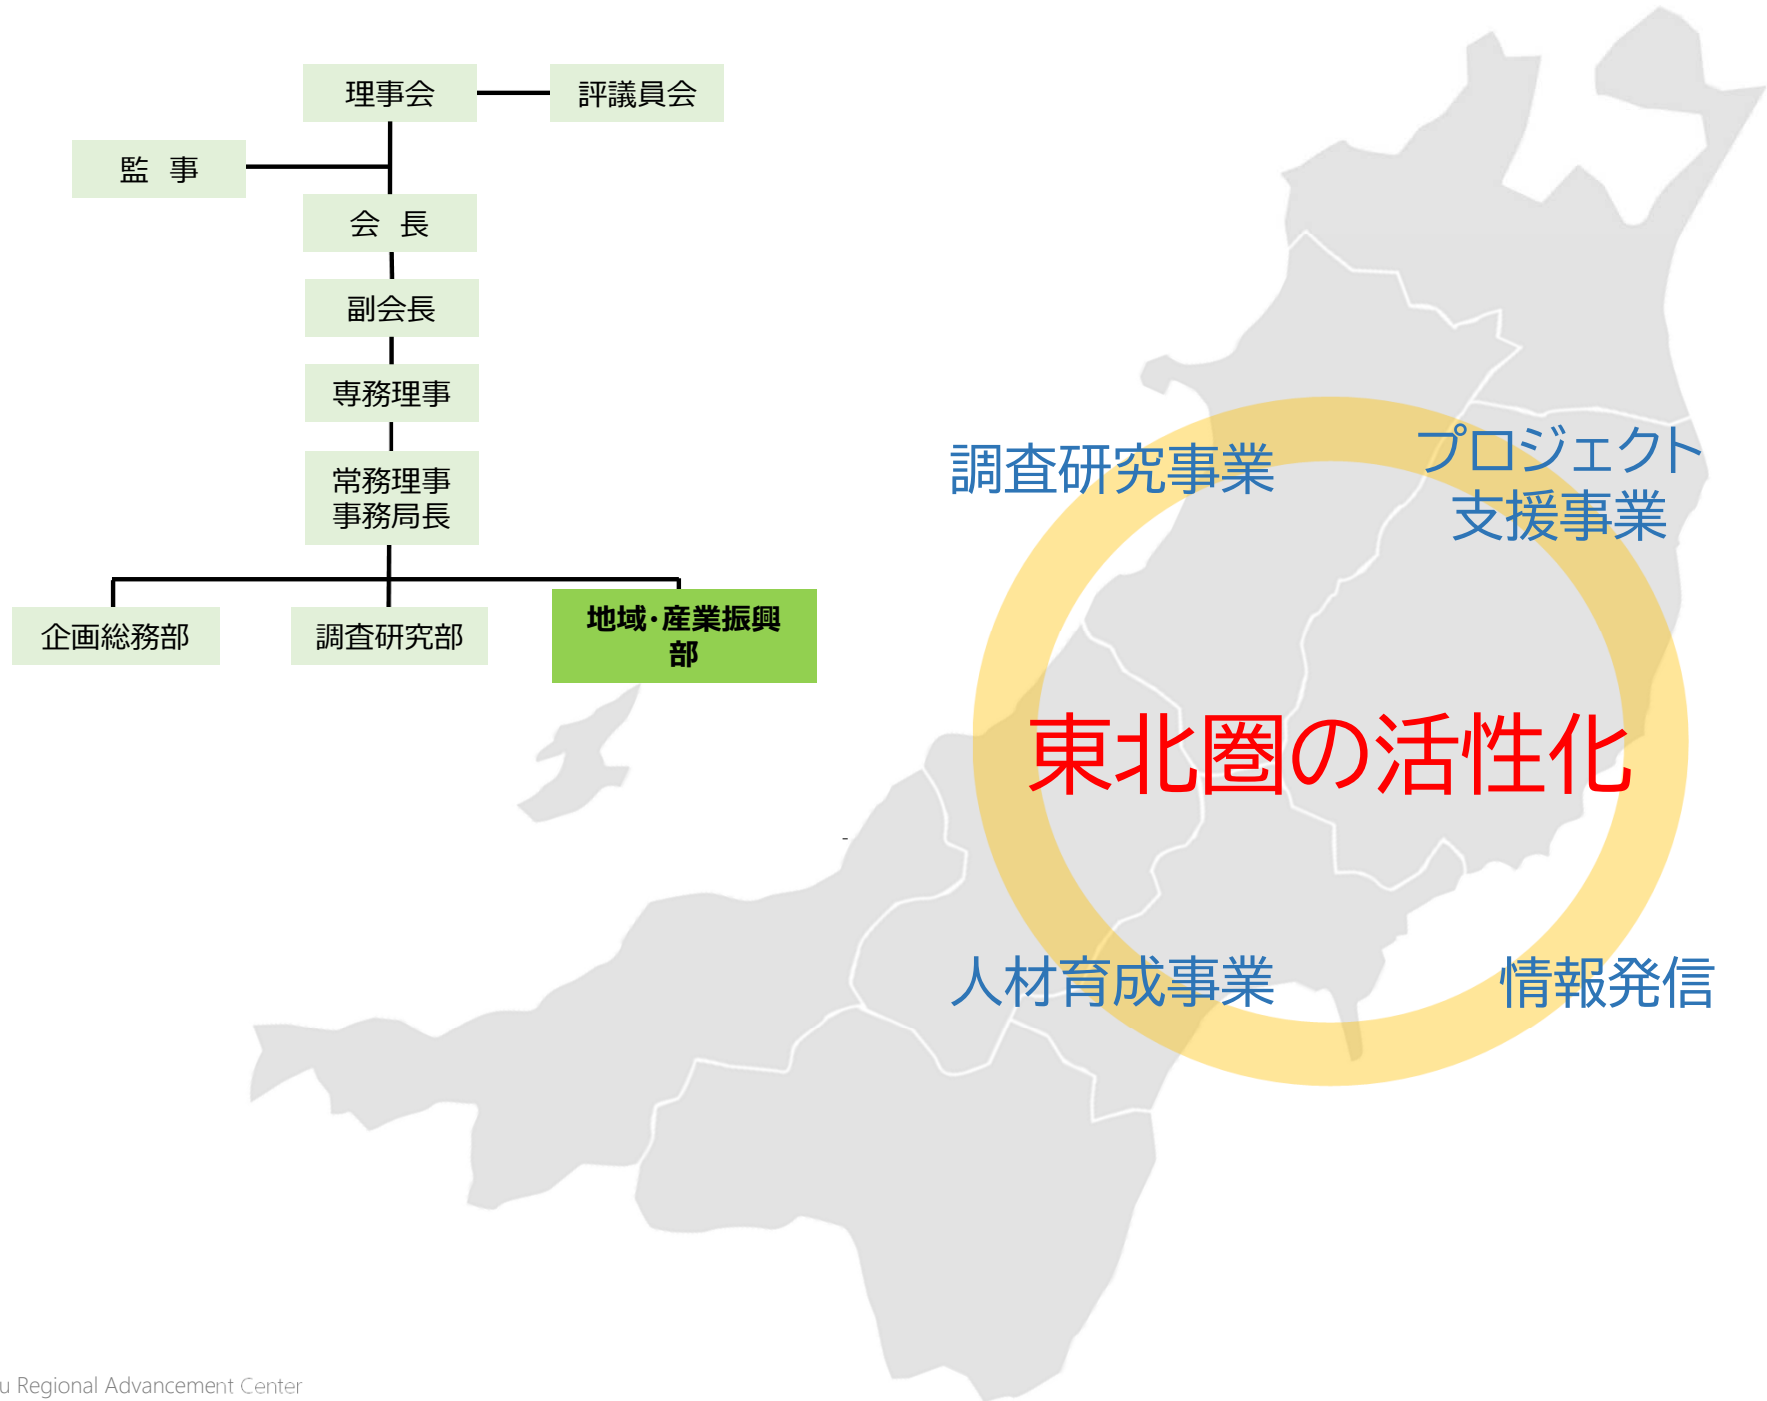 理事会
評議員会
監 事
会 長
副会長
専務理事
常務理事
事務局長
企画総務部
調査研究部
地域・産業振興
部
調査研究事業
プロジェクト
支援事業
東北圏の活性化
-
人材育成事業
情報発信
u Regional Advancement Center